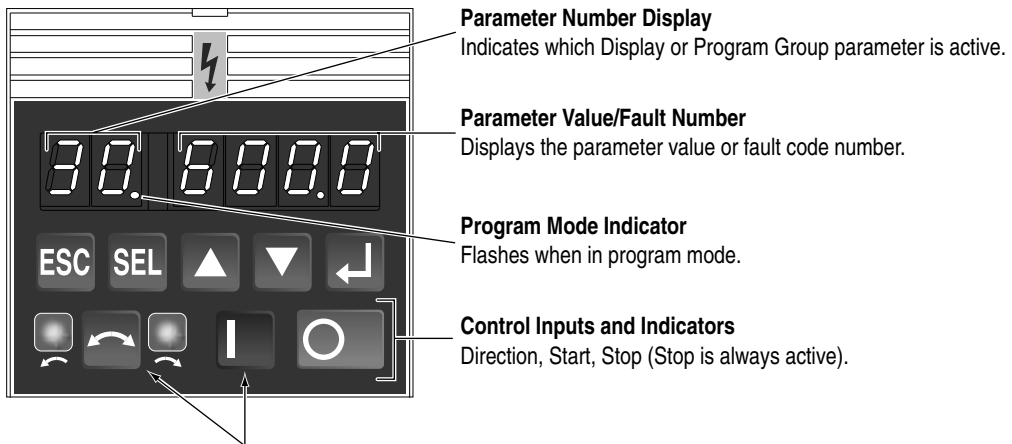 Parameter Number Display
Indicates which Display or Program Group parameter is active.
Parameter Value/Fault Number
Displays the parameter value or fault code number.
30. 600.0
Program Mode Indicator
Flashes when in program mode.
ESC SEL
Control Inputs and Indicators
Direction, Start, Stop (Stop is always active).